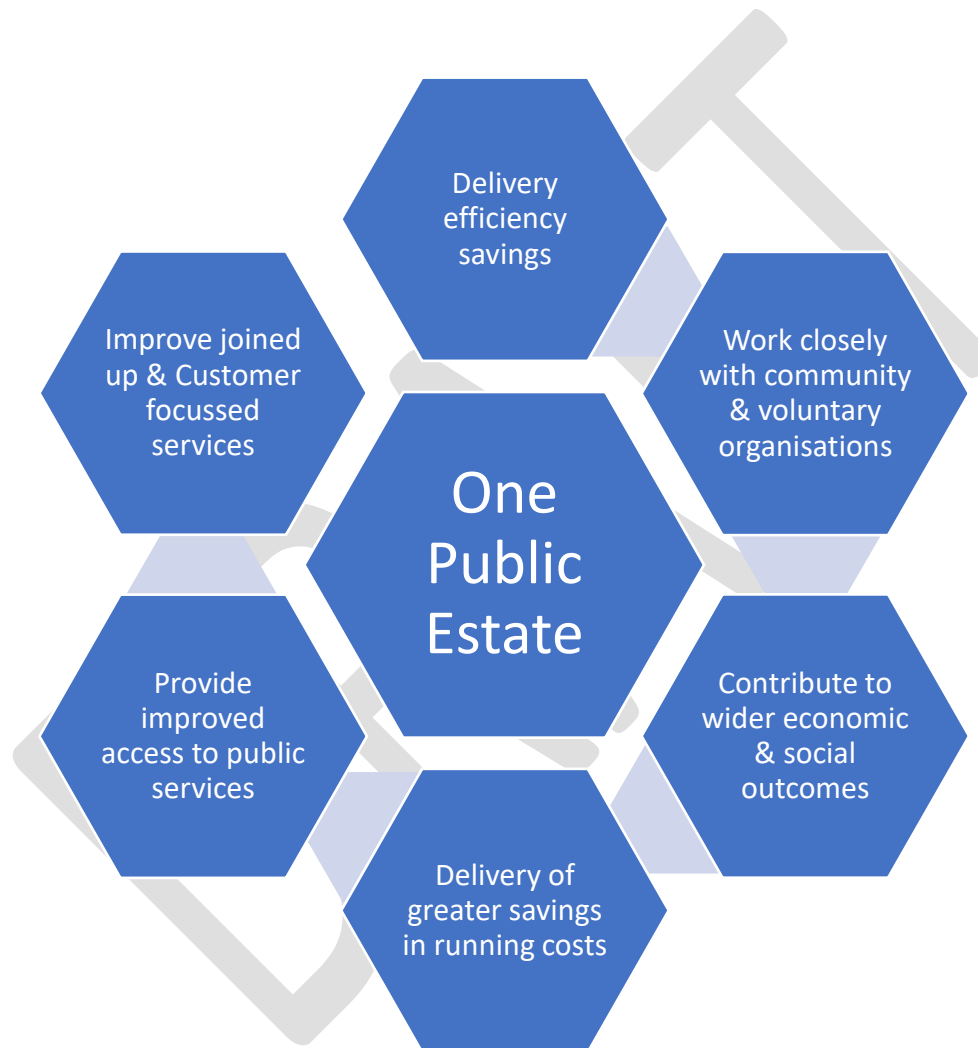 Delivery
efficiency
savings
Work closely
with community
& voluntary
organisations
Contribute to
wider economic
& social
outcomes
Delivery of
greater savings
in running costs
Provide
improved
access to public
services
Improve joined
up & Customer
focussed
services
One
Public
Estate